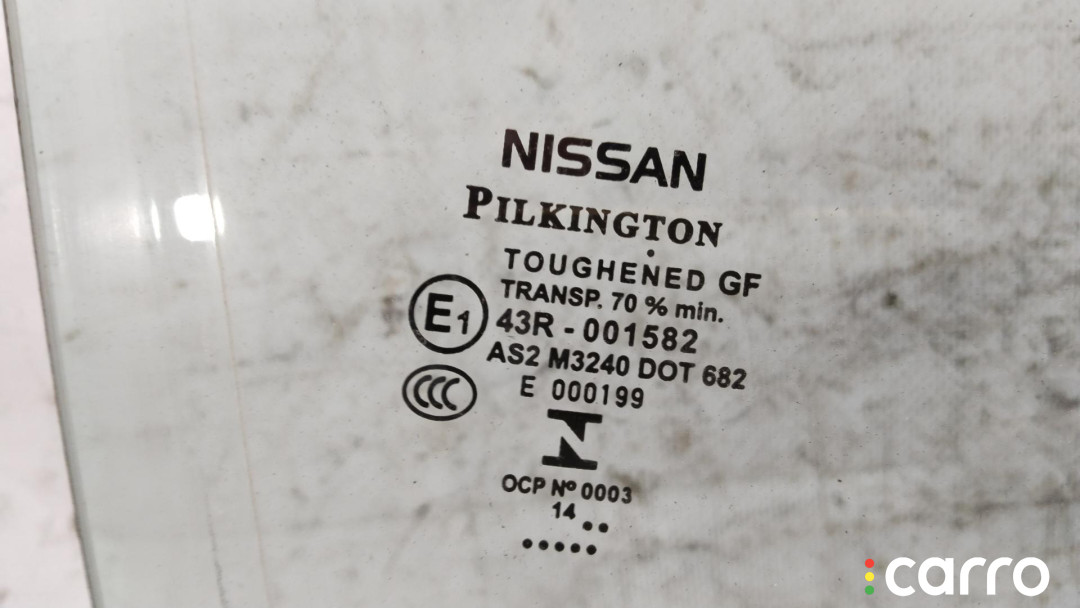 NISSAN
PILKINGTON
TOUGHENED GF
TRANSP. 70 % min.
E1 43R - 001582
AS2 M3240 DOT 682
CCC E 000199
OCP Nº 0003
14
carro